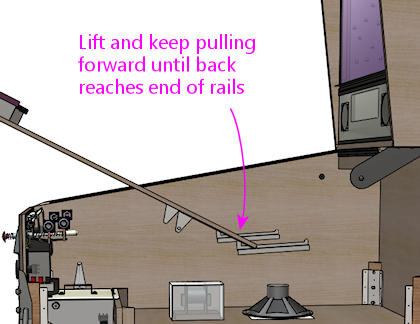 Lift and keep pulling
forward until back
reaches end of rails